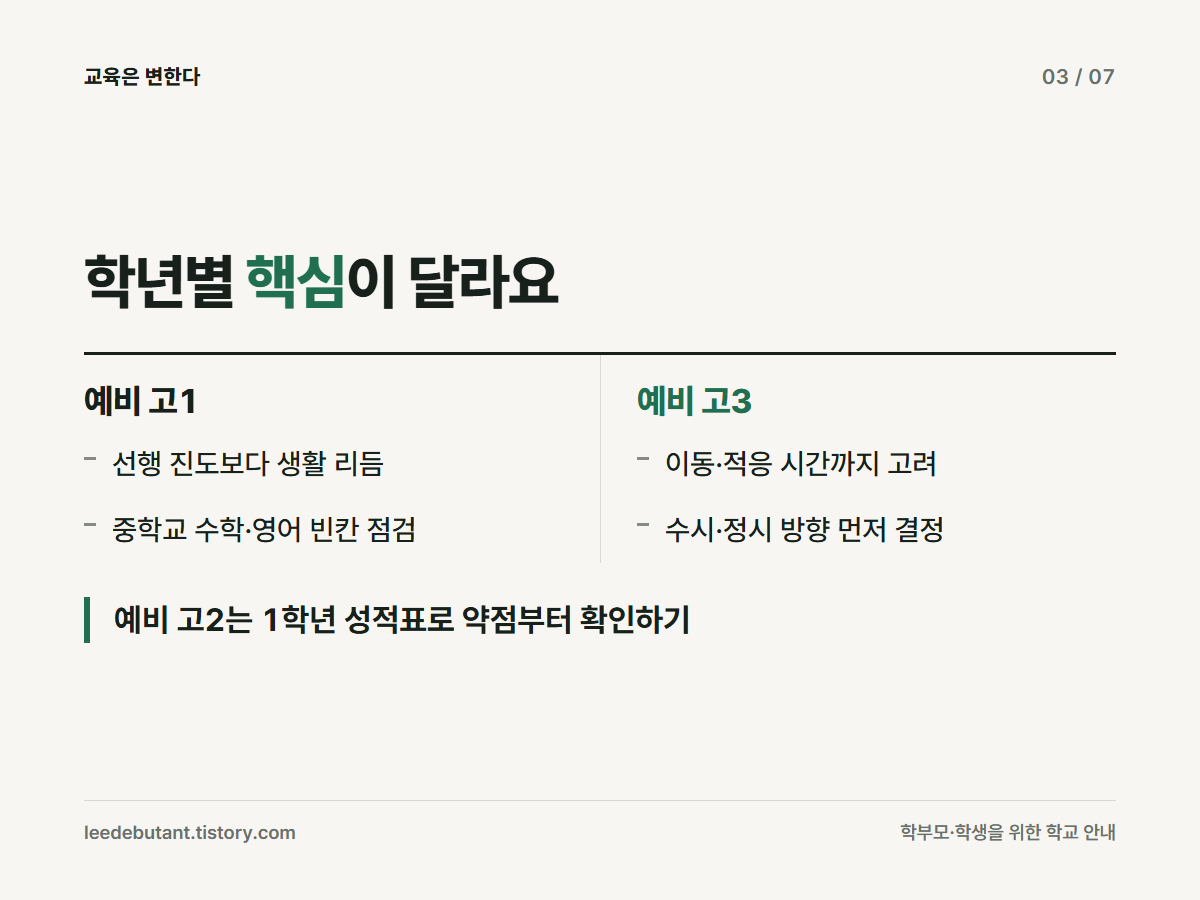 교육은 변한다
03 / 07
학년별 핵심이 달라요
예비 고1
선행 진도보다 생활 리듬
중학교 수학·영어 빈칸 점검
예비 고3
이동·적응 시간까지 고려
수시·정시 방향 먼저 결정
예비 고2는 1학년 성적표로 약점부터 확인하기
leedebutant.tistory.com
학부모·학생을 위한 학교 안내